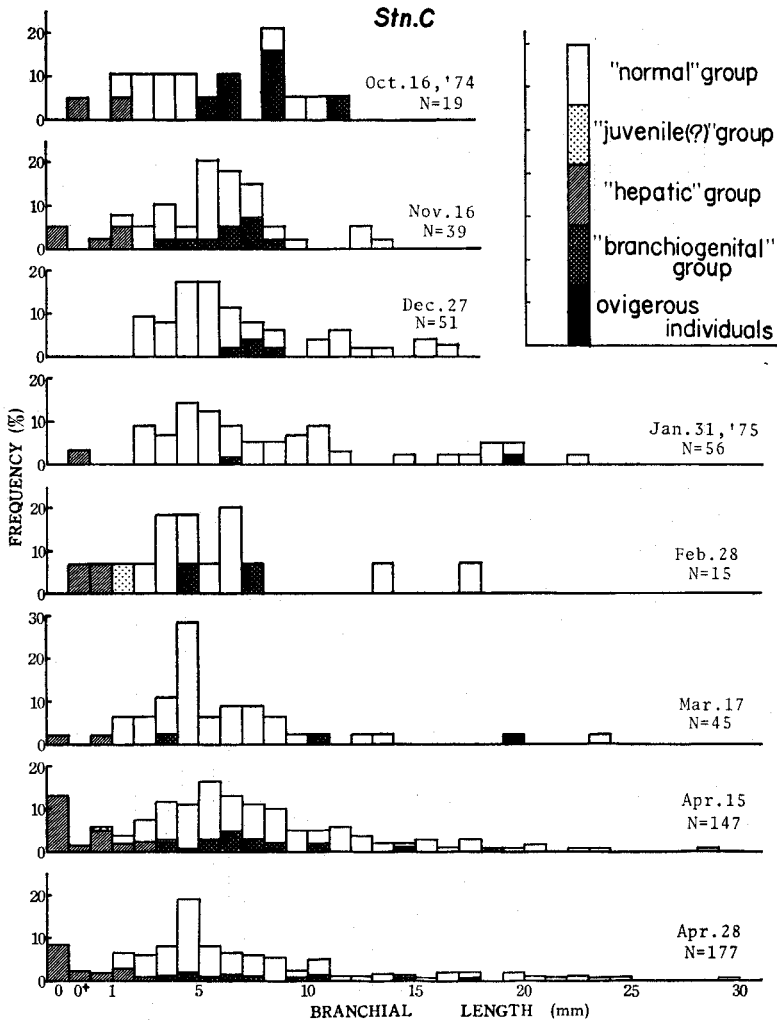 Stn.C
20
10
0
Oct.16,'74
N=19
"normal" group
"juvenile(?)" group
"hepatic" group
"branchiogenital"
group
ovigerous
individuals
20
10
0
Nov.16
N=39
20
10
0
Dec.27
N=51
20
10
0
Jan.31,'75
N=56
FREQUENCY (%)
20
10
0
Feb.28
N=15
30
20
10
0
Mar.17
N=45
20
10
0
Apr.15
N=147
20
10
0
Apr.28
N=177
0 0+ 1 5 10 15 20 25 30
BRANCHIAL LENGTH (mm)